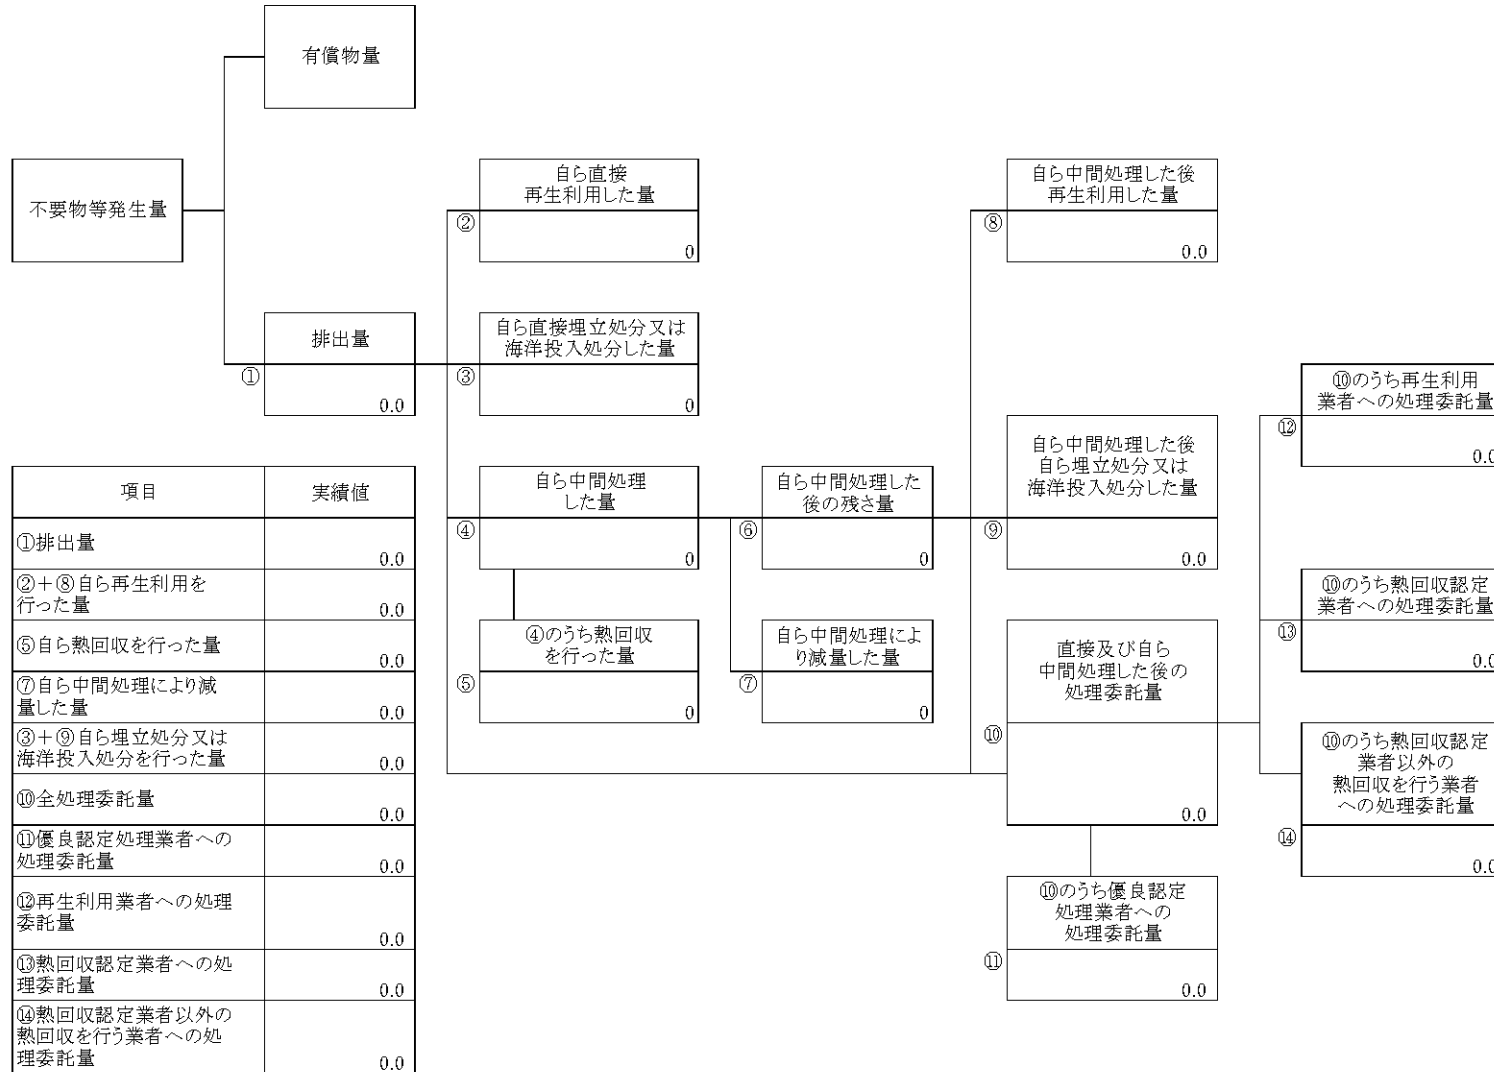 有償物量
不要物等発生量
自ら直接
再生利用した量
②
0
自ら中間処理した後
再生利用した量
⑧
0.0
排出量
①
0.0
自ら直接埋立処分又は
海洋投入処分した量
③
0
⑩のうち再生利用
業者への処理委託量
⑫
0.0
自ら中間処理
した量
④
0
自ら中間処理した
後の残さ量
⑥
0
自ら中間処理した後
自ら埋立処分又は
海洋投入処分した量
⑨
0.0
⑩のうち熱回収認定
業者への処理委託量
⑬
0.0
④のうち熱回収
を行った量
⑤
0
自ら中間処理によ
り減量した量
⑦
0
直接及び自ら
中間処理した後の
処理委託量
⑩
0.0
⑩のうち熱回収認定
業者以外の
熱回収を行う業者
への処理委託量
⑭
0.0
⑩のうち優良認定
処理業者への
処理委託量
⑪
0.0
項目 実績値
①排出量
0.0
②＋⑧自ら再生利用を
行った量 0.0
⑤自ら熱回収を行った量
0.0
⑦自ら中間処理により減
量した量 0.0
③＋⑨自ら埋立処分又は
海洋投入処分を行った量 0.0
⑩全処理委託量
0.0
⑪優良認定処理業者への
処理委託量 0.0
⑫再生利用業者への処理
委託量
0.0
⑬熱回収認定業者への処
理委託量 0.0
⑭熱回収認定業者以外の
熱回収を行う業者への処
理委託量 0.0